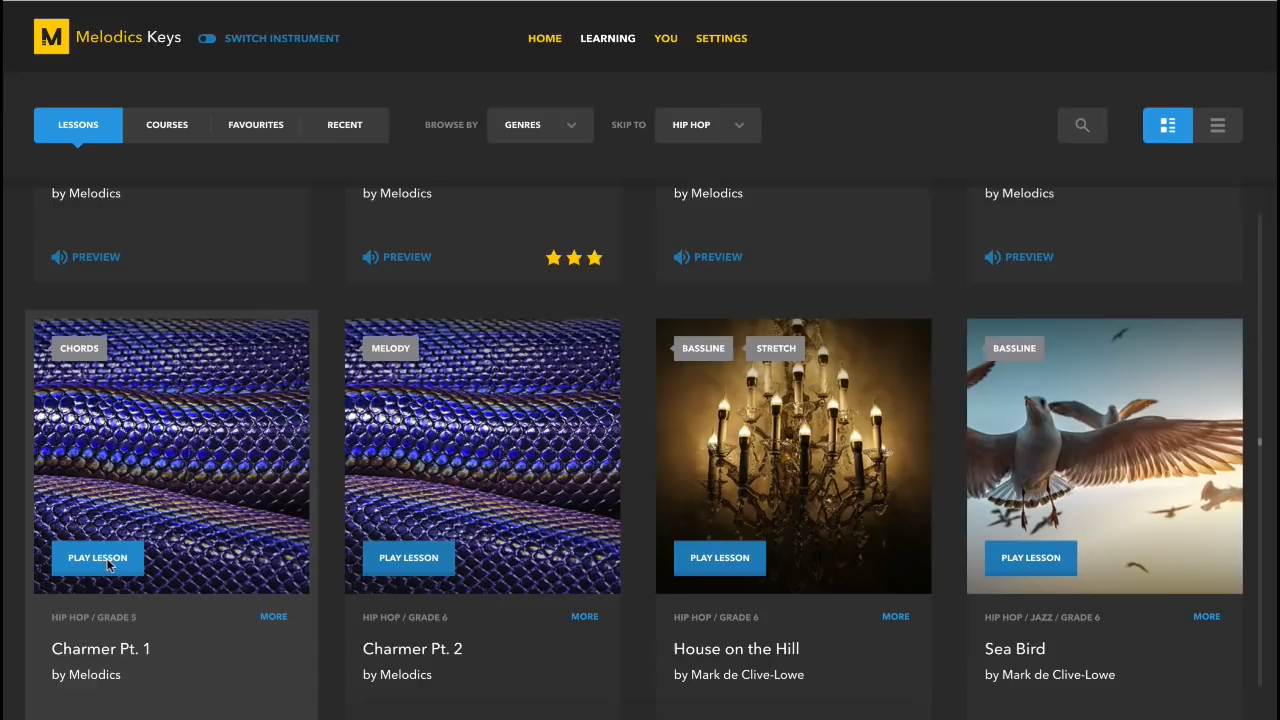 M Melodics Keys SWITCH INSTRUMENT HOME LEARNING YOU SETTINGS
LESSONS COURSES FAVOURITES RECENT BROWSE BY GENRES SKIP TO HIP HOP
by Melodics by Melodics by Melodics by Melodics
PREVIEW PREVIEW PREVIEW PREVIEW
CHORDS MELODY BASSLINE STRETCH BASSLINE
PLAY LESSON PLAY LESSON PLAY LESSON PLAY LESSON
HIP HOP / GRADE 5 MORE HIP HOP / GRADE 6 MORE HIP HOP / GRADE 6 MORE HIP HOP / JAZZ / GRADE 6 MORE
Charmer Pt. 1 Charmer Pt. 2 House on the Hill Sea Bird
by Melodics by Melodics by Mark de Clive-Lowe by Mark de Clive-Lowe